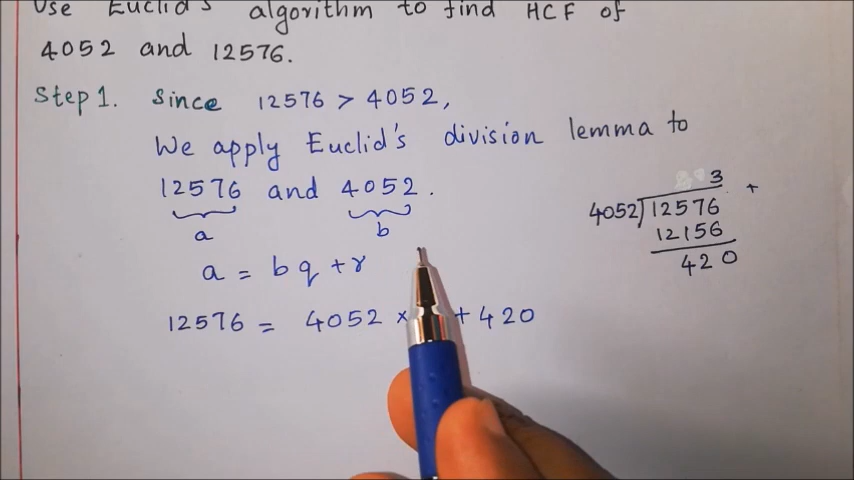 Use Euclid's algorithm to find HCF of
4052 and 12576.
Step 1. Since 12576 > 4052,
We apply Euclid's division lemma to
12576 and 4052.
a b
a = bq + r
12576 = 4052 × + 420
3 +
4052)12576
12156
420